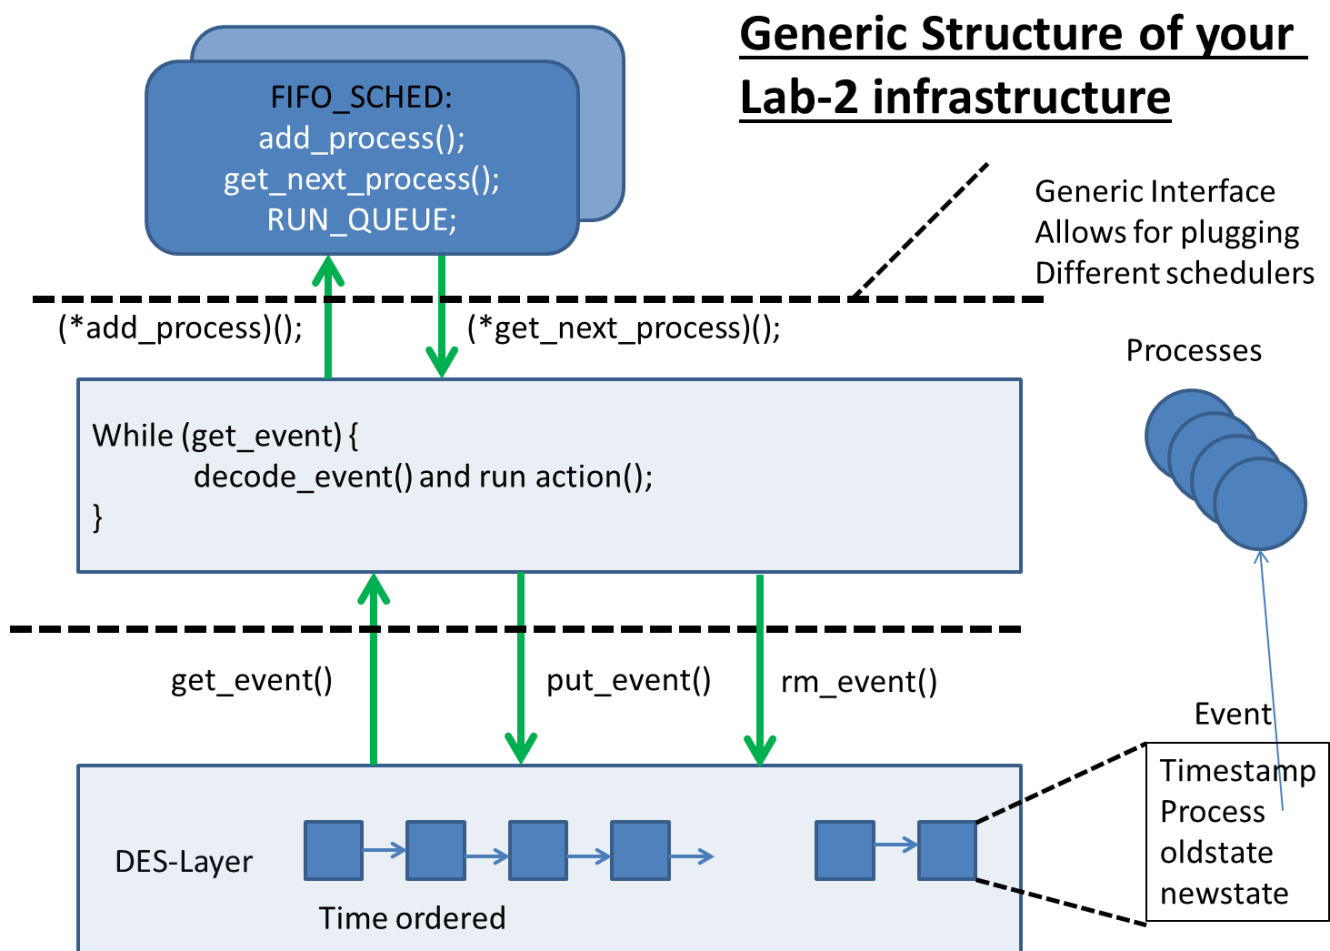 Generic Structure of your
Lab-2 infrastructure
FIFO_SCHED:
add_process();
get_next_process();
RUN_QUEUE;
Generic Interface
Allows for plugging
Different schedulers
(*add_process)();
(*get_next_process)();
Processes
While (get_event) {
decode_event() and run action();
}
get_event()
put_event()
rm_event()
Event
Timestamp
Process
oldstate
newstate
DES-Layer
Time ordered